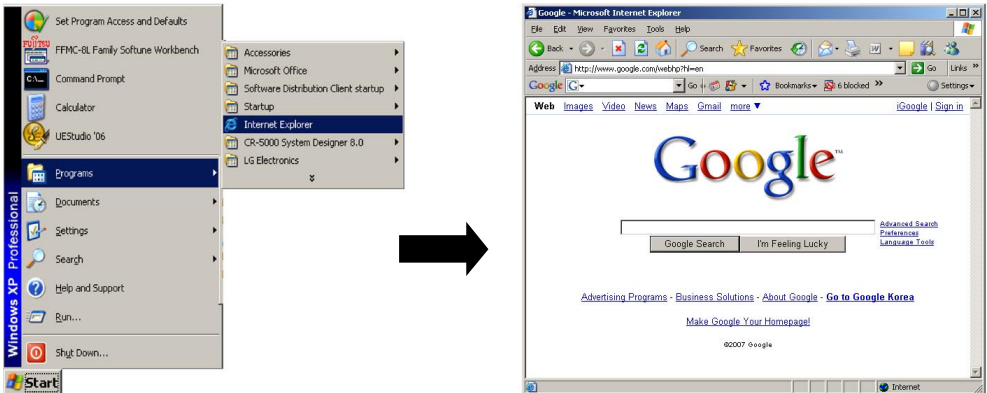 Set Program Access and Defaults
FUJITSU
FFMC-8L Family Softune Workbench
C:\
Command Prompt
Calculator
UEStudio '06
Programs
Documents
Settings
Search
Help and Support
Run...
Shut Down...
Windows XP Professional
Start
Accessories
Microsoft Office
Software Distribution Client startup
Startup
Internet Explorer
CR-5000 System Designer 8.0
LG Electronics
Google - Microsoft Internet Explorer
File Edit View Favorites Tools Help
Back Search Favorites
Address http://www.google.com/webhp?hl=en Go Links »
Google G Go Bookmarks 6 blocked » Settings
Web Images Video News Maps Gmail more ▼ iGoogle | Sign in
Google™
Advanced Search
Preferences
Language Tools
Google Search I'm Feeling Lucky
Advertising Programs - Business Solutions - About Google - Go to Google Korea
Make Google Your Homepage!
©2007 Google
Internet